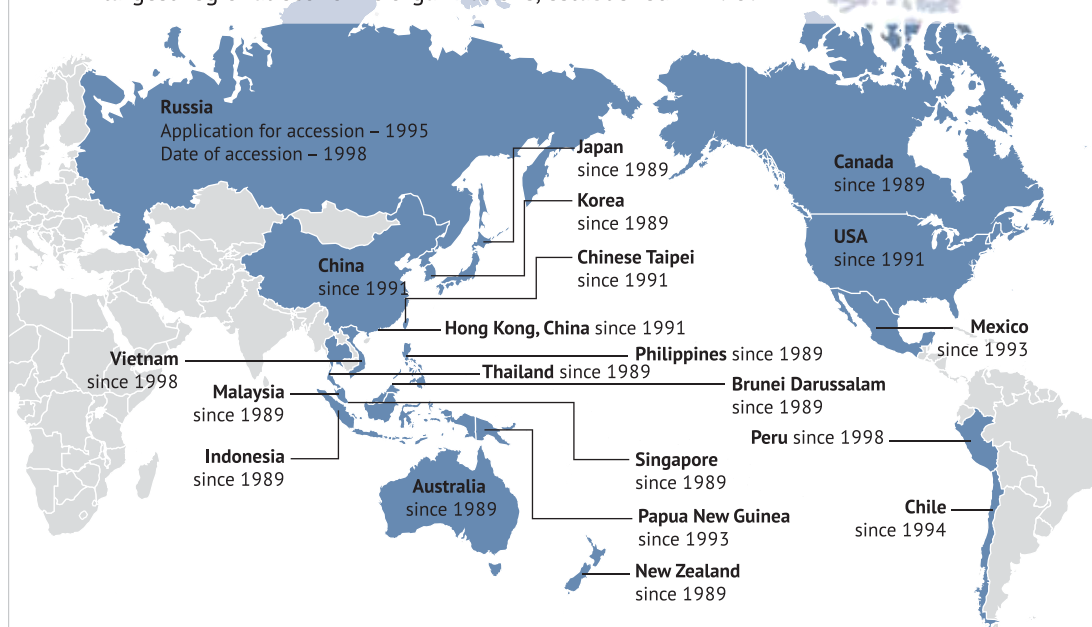 Russia
Application for accession – 1995
Date of accession – 1998
Japan
since 1989
Canada
since 1989
Korea
since 1989
USA
since 1991
China
since 1991
Chinese Taipei
since 1991
Hong Kong, China since 1991
Mexico
since 1993
Philippines since 1989
Vietnam
since 1998
Thailand since 1989
Brunei Darussalam
since 1989
Malaysia
since 1989
Peru since 1998
Indonesia
since 1989
Singapore
since 1989
Australia
since 1989
Chile
since 1994
Papua New Guinea
since 1993
New Zealand
since 1989